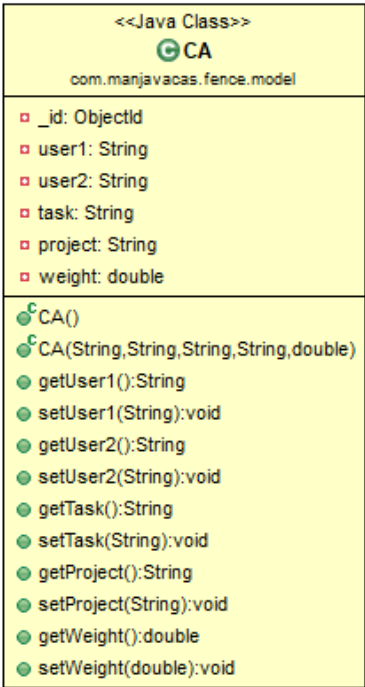 <<Java Class>>
CA
com.manjavacas.fence.model
_id: ObjectId
user1: String
user2: String
task: String
project: String
weight: double
CA()
CA(String,String,String,String,double)
getUser1():String
setUser1(String):void
getUser2():String
setUser2(String):void
getTask():String
setTask(String):void
getProject():String
setProject(String):void
getWeight():double
setWeight(double):void